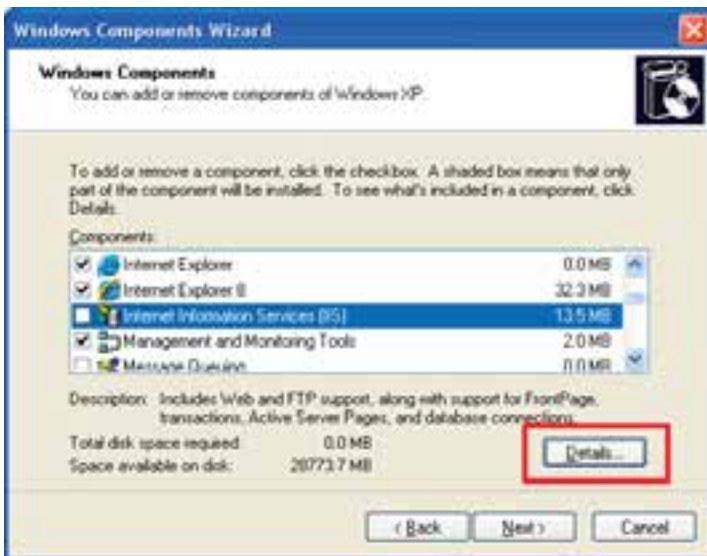 Windows Components Wizard
Windows Components
You can add or remove components of Windows XP.
To add or remove a component, click the checkbox. A shaded box means that only
part of the component will be installed. To see what's included in a component, click
Details.
Components:
Internet Explorer 0.0 MB
Internet Explorer 8 32.3 MB
Internet Information Services (IIS) 13.5 MB
Management and Monitoring Tools 2.0 MB
Message Queuing 0.0 MB
Description: Includes Web and FTP support, along with support for FrontPage,
transactions, Active Server Pages, and database connections.
Total disk space required: 0.0 MB
Space available on disk: 28773.7 MB
Details...
< Back
Next >
Cancel